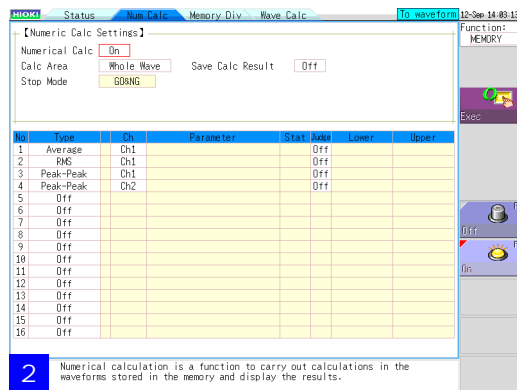 HIOKI Status Num Calc Memory Div Wave Calc To waveform 12-Sep 14:03:13
Function:
MEMORY
【Numeric Calc Settings】
Numerical Calc On
Calc Area Whole Wave Save Calc Result Off
Stop Mode GO&NG
Exec
No Type Ch Parameter Stat Judge Lower Upper
1 Average Ch1 Off
2 RMS Ch1 Off
3 Peak-Peak Ch1 Off
4 Peak-Peak Ch2 Off
5 Off
6 Off
7 Off
8 Off
9 Off
10 Off
11 Off
12 Off
13 Off
14 Off
15 Off
16 Off
Off
On
2
Numerical calculation is a function to carry out calculations in the
waveforms stored in the memory and display the results.